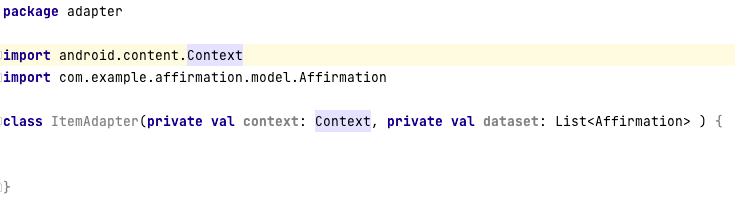 package adapter
import android.content.Context
import com.example.affirmation.model.Affirmation
class ItemAdapter(private val context: Context, private val dataset: List<Affirmation> ) {
}